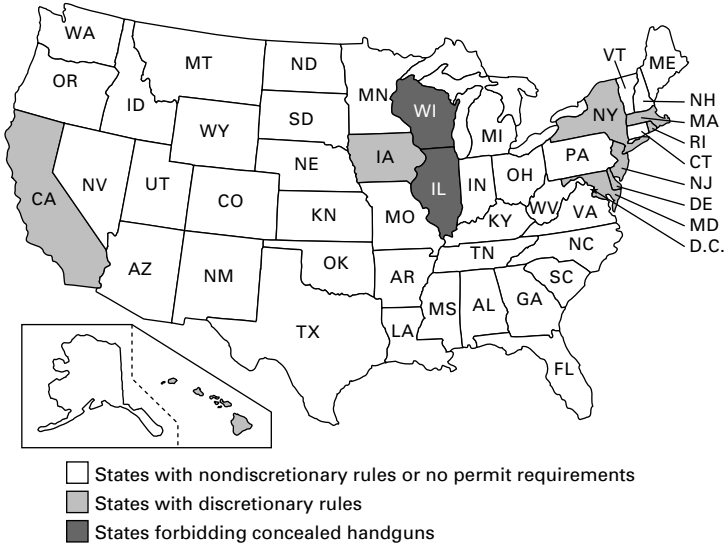 WA
MT
ND
MN
VT
ME
OR
ID
SD
WI
NY
NH
MA
WY
MI
RI
CT
IA
PA
NE
NJ
NV
UT
CO
IL
IN
OH
DE
CA
KN
MO
WV
VA
MD
KY
D.C.
AZ
NM
OK
AR
TN
NC
SC
TX
LA
MS
AL
GA
FL
States with nondiscretionary rules or no permit requirements
States with discretionary rules
States forbidding concealed handguns